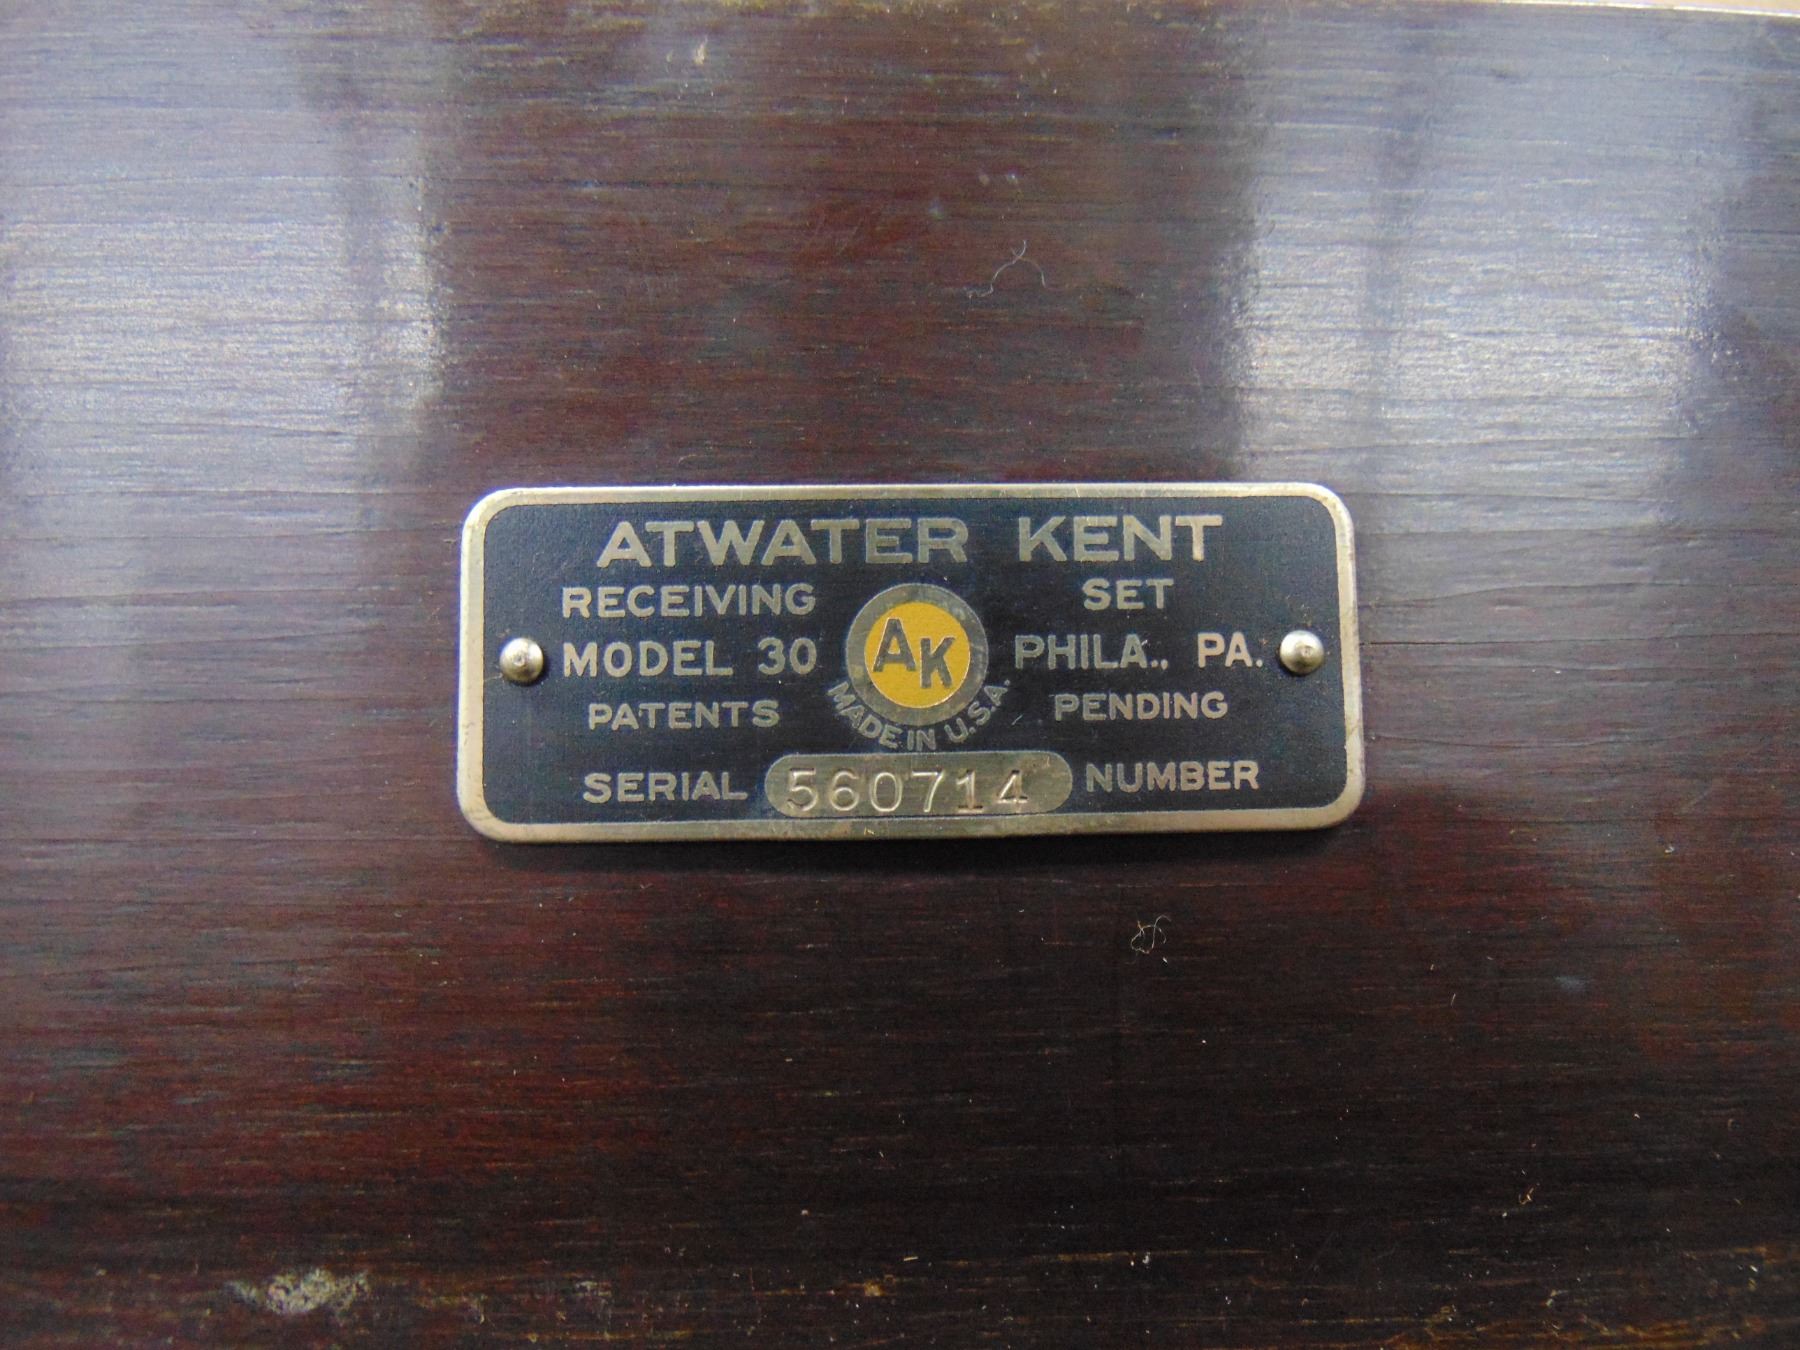 ATWATER KENT
RECEIVING SET
MODEL 30 AK PHILA., PA.
MADE IN U.S.A.
PATENTS PENDING
SERIAL 560714 NUMBER